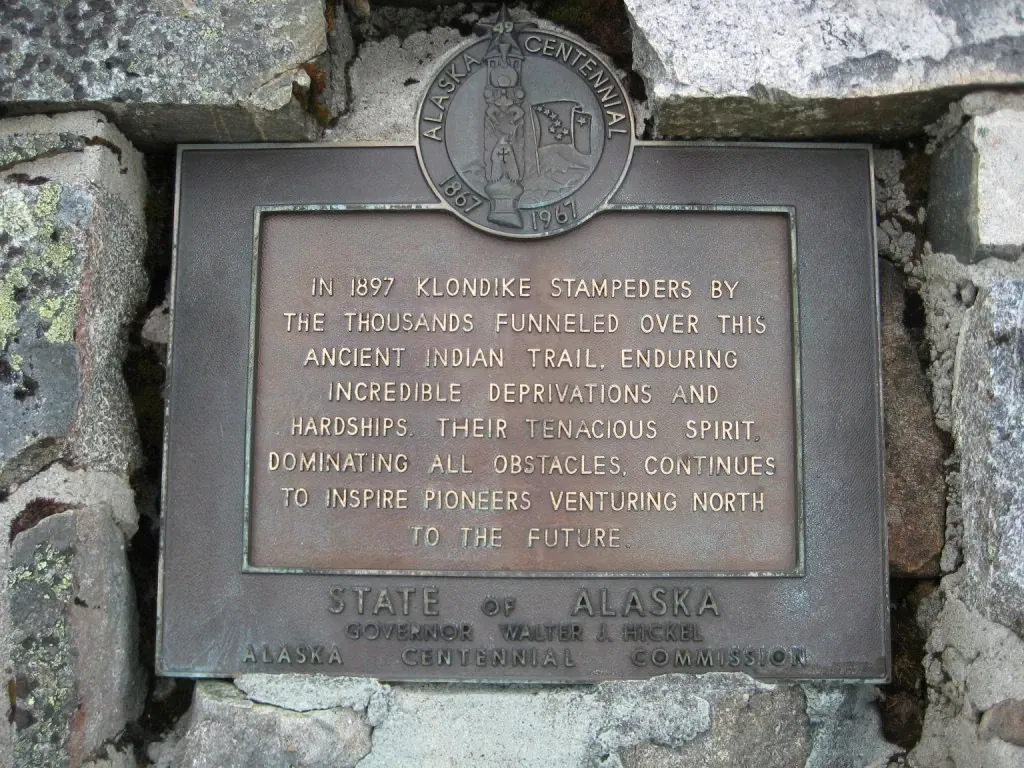 49
ALASKA CENTENNIAL
1867 1967
IN 1897 KLONDIKE STAMPEDERS BY
THE THOUSANDS FUNNELED OVER THIS
ANCIENT INDIAN TRAIL, ENDURING
INCREDIBLE DEPRIVATIONS AND
HARDSHIPS. THEIR TENACIOUS SPIRIT,
DOMINATING ALL OBSTACLES, CONTINUES
TO INSPIRE PIONEERS VENTURING NORTH
TO THE FUTURE.
STATE OF ALASKA
GOVERNOR WALTER J. HICKEL
ALASKA CENTENNIAL COMMISSION